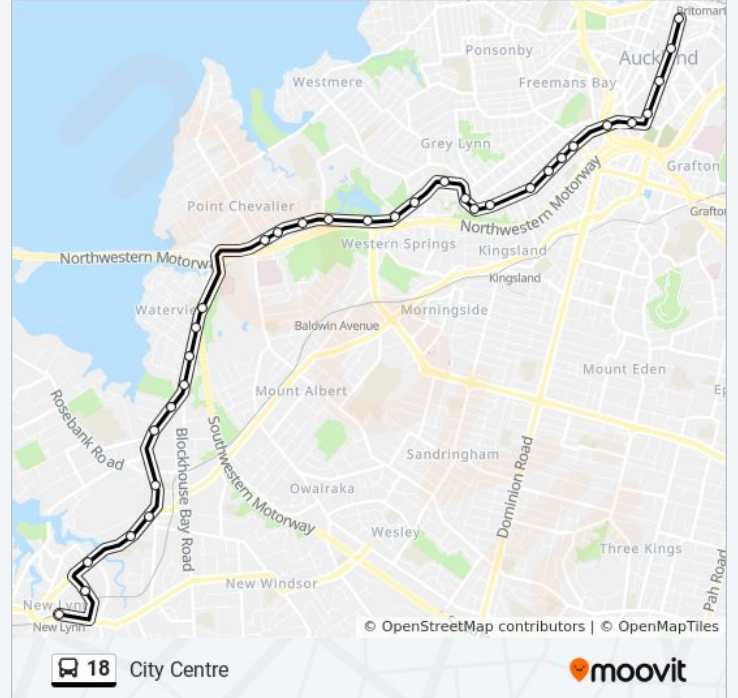 Britomart
Ponsonby
Auckland
Westmere
Freemans Bay
Grey Lynn
Grafton
Point Chevalier
Grafton
Northwestern Motorway
Western Springs
Kingsland
Northwestern Motorway
Kingsland
Waterview
Morningside
Baldwin Avenue
Mount Eden
Mount Albert
Rosebank Road
Blockhouse Bay Road
Southwestern Motorway
Sandringham
Dominion Road
Owairaka
Wesley
Three Kings
Pah Road
New Windsor
New Lynn
New Lynn
© OpenStreetMap contributors | © OpenMapTiles
18 City Centre
moovit